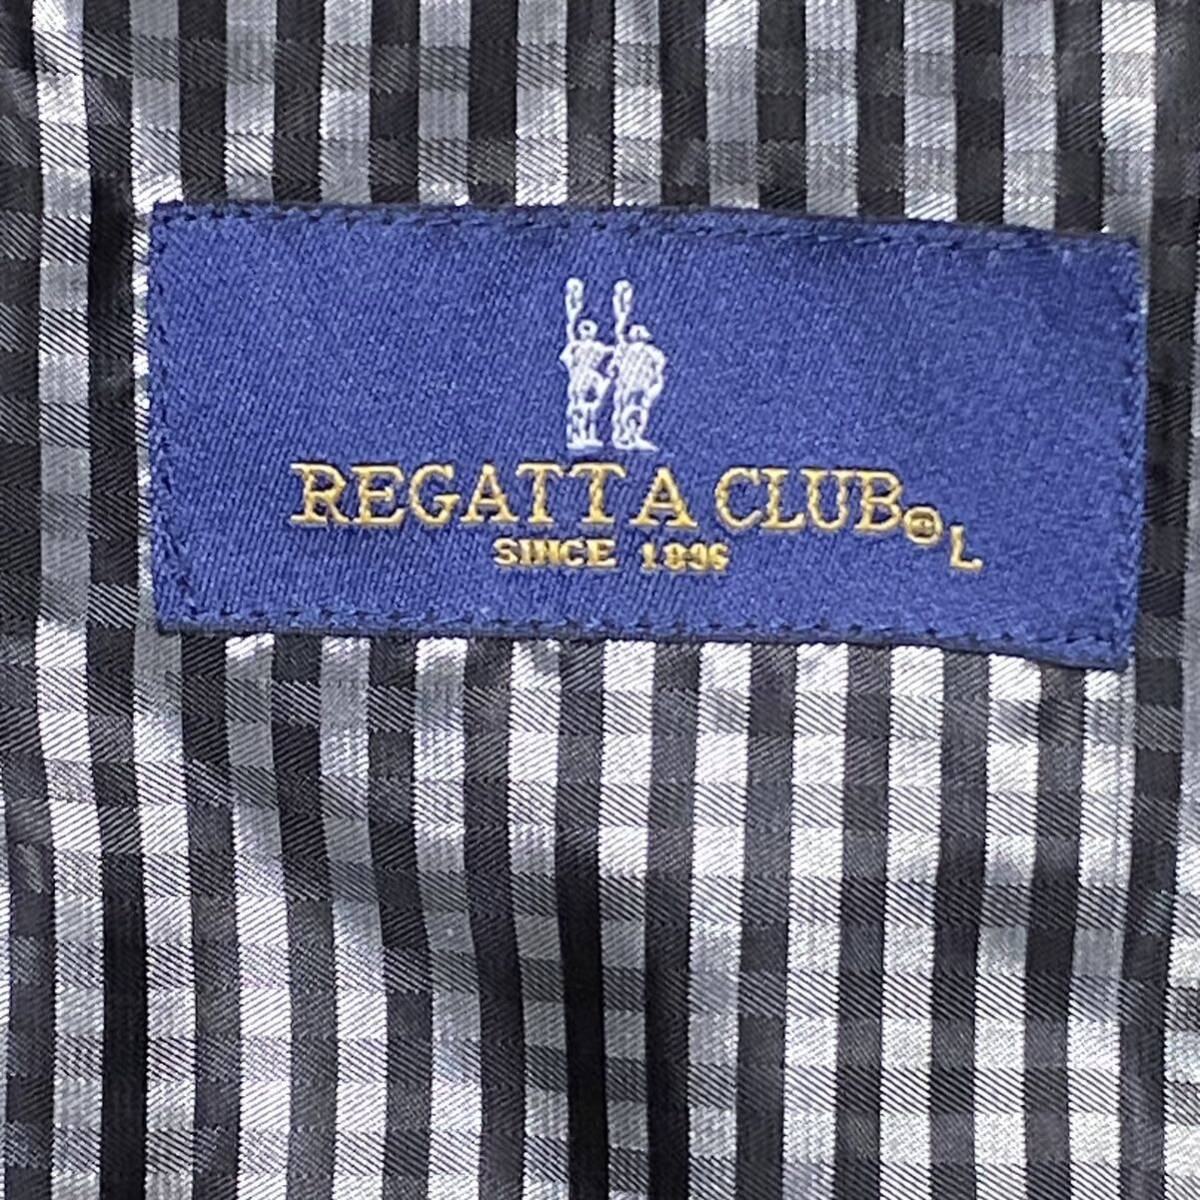 REGATTA CLUB® L
SINCE 1896